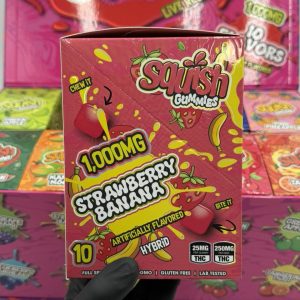 1,000MG
10
CHEW IT
Squish
GUMMIES
1,000MG
STRAWBERRY
BANANA
ARTIFICIALLY FLAVORED
HYBRID
BITE IT
10
25MG
THC
250MG
THC
GLUTEN FREE | LAB TESTED